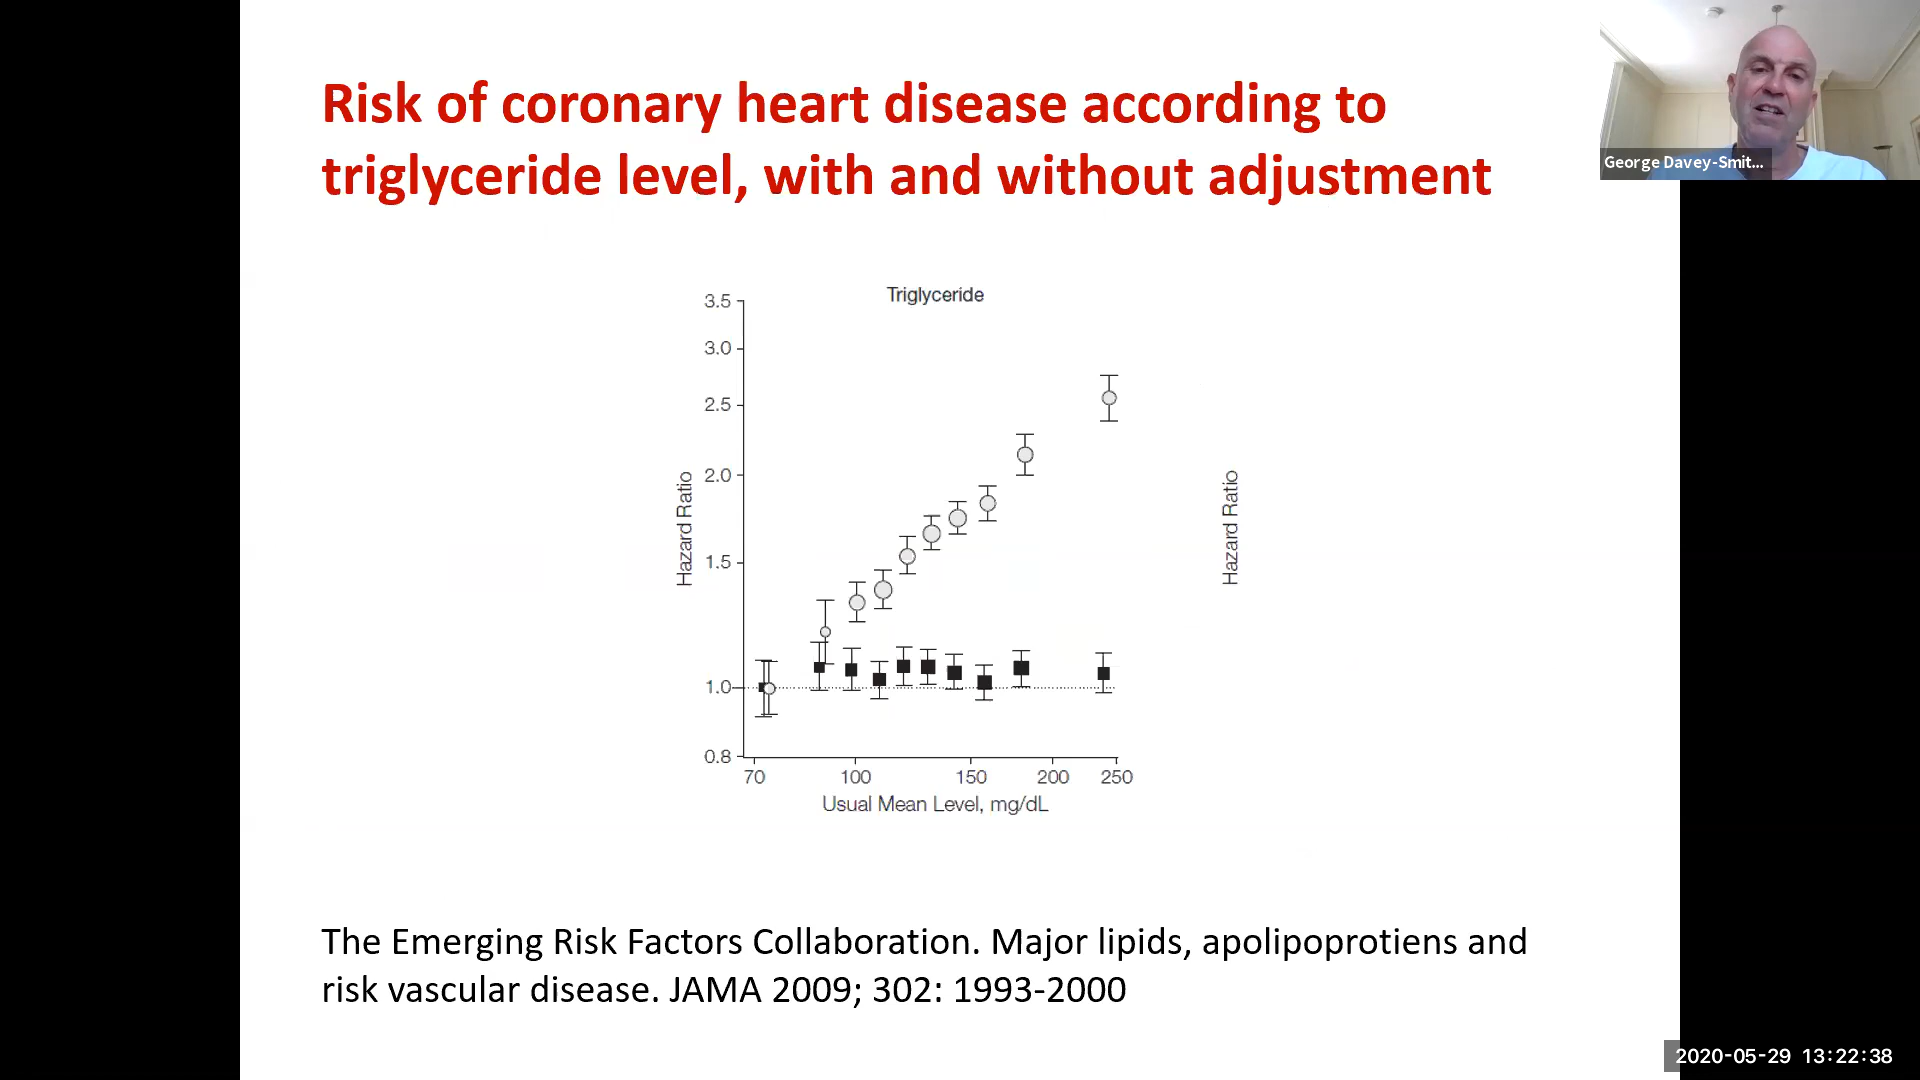 Risk of coronary heart disease according to
triglyceride level, with and without adjustment
George Davey-Smit...
Triglyceride
3.5
3.0
2.5
2.0
1.5
1.0
0.8
Hazard Ratio
Hazard Ratio
70 100 150 200 250
Usual Mean Level, mg/dL
The Emerging Risk Factors Collaboration. Major lipids, apolipoprotiens and
risk vascular disease. JAMA 2009; 302: 1993-2000
2020-05-29 13:22:38